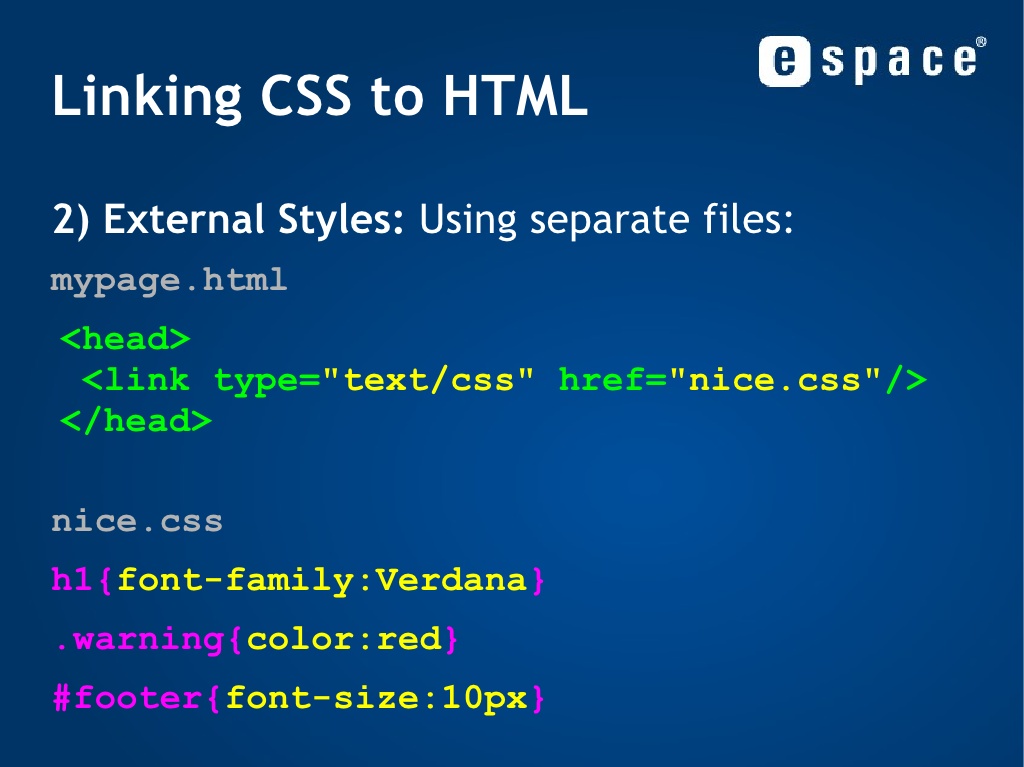 e space®
Linking CSS to HTML
2) External Styles: Using separate files:
mypage.html
<head>
<link type="text/css" href="nice.css"/>
</head>
nice.css
h1{font-family:Verdana}
.warning{color:red}
#footer{font-size:10px}